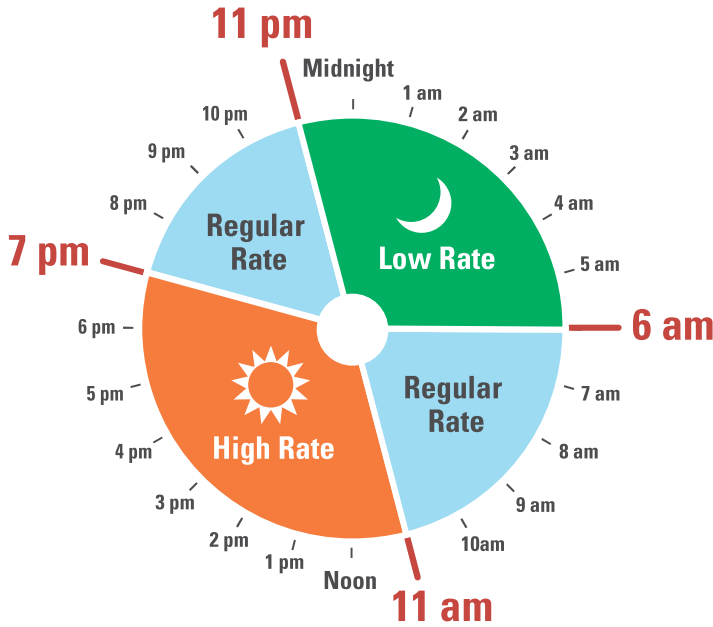 11 pm
Midnight
1 am
2 am
3 am
4 am
5 am
6 am
7 am
8 am
9 am
10am
11 am
Noon
1 pm
2 pm
3 pm
4 pm
5 pm
6 pm
7 pm
8 pm
9 pm
10 pm
Regular
Rate
Low Rate
High Rate
Regular
Rate